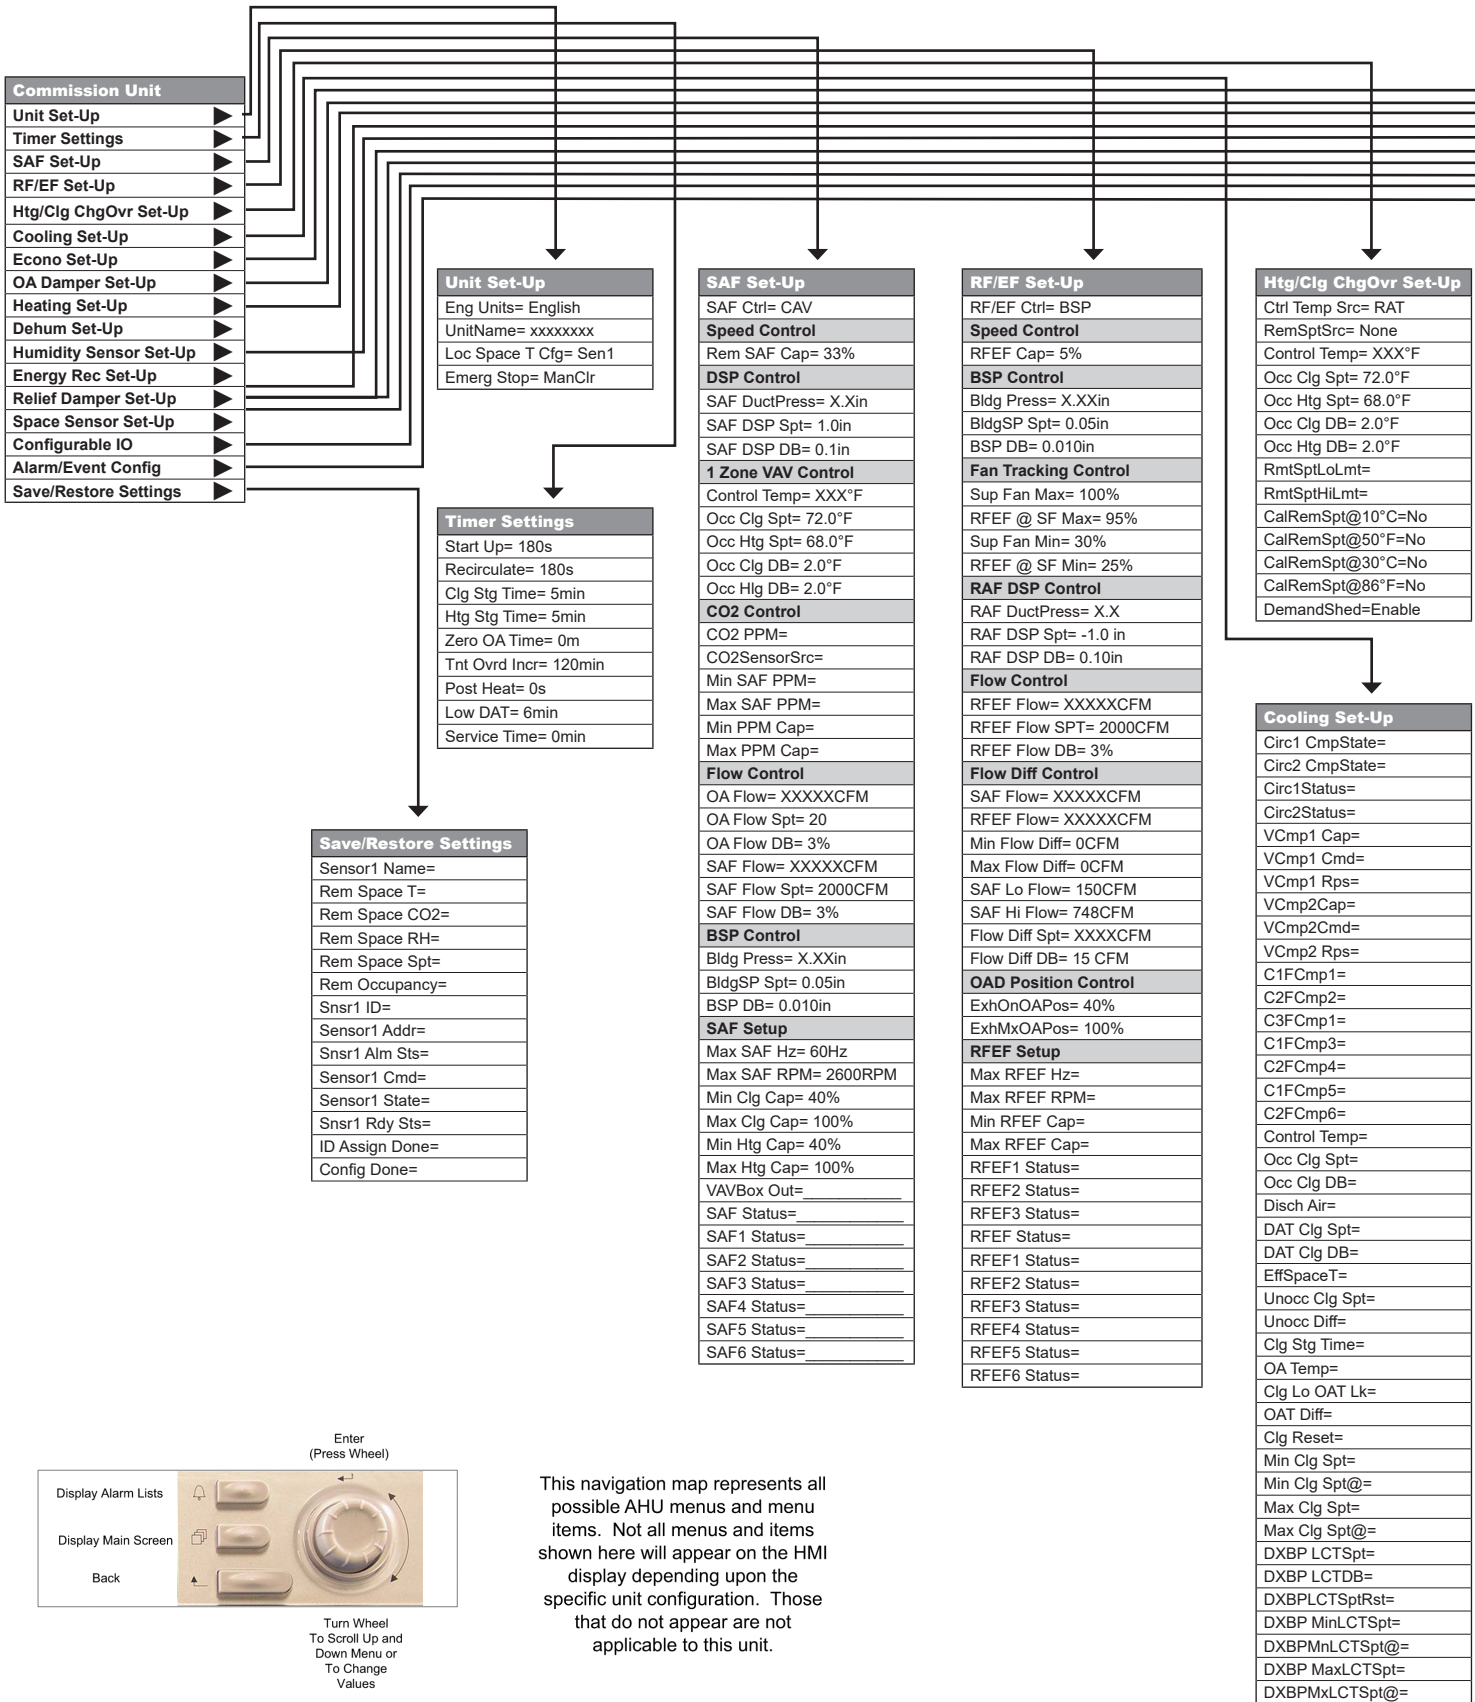 Commission Unit
Unit Set-Up
Timer Settings
SAF Set-Up
RF/EF Set-Up
Htg/Clg ChgOvr Set-Up
Cooling Set-Up
Econo Set-Up
OA Damper Set-Up
Heating Set-Up
Dehum Set-Up
Humidity Sensor Set-Up
Energy Rec Set-Up
Relief Damper Set-Up
Space Sensor Set-Up
Configurable IO
Alarm/Event Config
Save/Restore Settings
Unit Set-Up
Eng Units= English
UnitName= xxxxxxxx
Loc Space T Cfg= Sen1
Emerg Stop= ManClr
Timer Settings
Start Up= 180s
Recirculate= 180s
Clg Stg Time= 5min
Htg Stg Time= 5min
Zero OA Time= 0m
Tnt Ovrd Incr= 120min
Post Heat= 0s
Low DAT= 6min
Service Time= 0min
Save/Restore Settings
Sensor1 Name=
Rem Space T=
Rem Space CO2=
Rem Space RH=
Rem Space Spt=
Rem Occupancy=
Snsr1 ID=
Sensor1 Addr=
Snsr1 Alm Sts=
Sensor1 Cmd=
Sensor1 State=
Snsr1 Rdy Sts=
ID Assign Done=
Config Done=
SAF Set-Up
SAF Ctrl= CAV
Speed Control
Rem SAF Cap= 33%
DSP Control
SAF DuctPress= X.Xin
SAF DSP Spt= 1.0in
SAF DSP DB= 0.1in
1 Zone VAV Control
Control Temp= XXX°F
Occ Clg Spt= 72.0°F
Occ Htg Spt= 68.0°F
Occ Clg DB= 2.0°F
Occ Hlg DB= 2.0°F
CO2 Control
CO2 PPM=
CO2SensorSrc=
Min SAF PPM=
Max SAF PPM=
Min PPM Cap=
Max PPM Cap=
Flow Control
OA Flow= XXXXXCFM
OA Flow Spt= 20
OA Flow DB= 3%
SAF Flow= XXXXXCFM
SAF Flow Spt= 2000CFM
SAF Flow DB= 3%
BSP Control
Bldg Press= X.XXin
BldgSP Spt= 0.05in
BSP DB= 0.010in
SAF Setup
Max SAF Hz= 60Hz
Max SAF RPM= 2600RPM
Min Clg Cap= 40%
Max Clg Cap= 100%
Min Htg Cap= 40%
Max Htg Cap= 100%
VAVBox Out=____________
SAF Status=_____________
SAF1 Status=____________
SAF2 Status=____________
SAF3 Status=____________
SAF4 Status=____________
SAF5 Status=____________
SAF6 Status=____________
RF/EF Set-Up
RF/EF Ctrl= BSP
Speed Control
RFEF Cap= 5%
BSP Control
Bldg Press= X.XXin
BldgSP Spt= 0.05in
BSP DB= 0.010in
Fan Tracking Control
Sup Fan Max= 100%
RFEF @ SF Max= 95%
Sup Fan Min= 30%
RFEF @ SF Min= 25%
RAF DSP Control
RAF DuctPress= X.X
RAF DSP Spt= -1.0 in
RAF DSP DB= 0.10in
Flow Control
RFEF Flow= XXXXXCFM
RFEF Flow SPT= 2000CFM
RFEF Flow DB= 3%
Flow Diff Control
SAF Flow= XXXXXCFM
RFEF Flow= XXXXXCFM
Min Flow Diff= 0CFM
Max Flow Diff= 0CFM
SAF Lo Flow= 150CFM
SAF Hi Flow= 748CFM
Flow Diff Spt= XXXXCFM
Flow Diff DB= 15 CFM
OAD Position Control
ExhOnOAPos= 40%
ExhMxOAPos= 100%
RFEF Setup
Max RFEF Hz=
Max RFEF RPM=
Min RFEF Cap=
Max RFEF Cap=
RFEF1 Status=
RFEF2 Status=
RFEF3 Status=
RFEF Status=
RFEF1 Status=
RFEF2 Status=
RFEF3 Status=
RFEF4 Status=
RFEF5 Status=
RFEF6 Status=
Htg/Clg ChgOvr Set-Up
Ctrl Temp Src= RAT
RemSptSrc= None
Control Temp= XXX°F
Occ Clg Spt= 72.0°F
Occ Htg Spt= 68.0°F
Occ Clg DB= 2.0°F
Occ Htg DB= 2.0°F
RmtSptLoLmt=
RmtSptHiLmt=
CalRemSpt@10°C=No
CalRemSpt@50°F=No
CalRemSpt@30°C=No
CalRemSpt@86°F=No
DemandShed=Enable
Cooling Set-Up
Circ1 CmpState=
Circ2 CmpState=
Circ1Status=
Circ2Status=
VCmp1 Cap=
VCmp1 Cmd=
VCmp1 Rps=
VCmp2Cap=
VCmp2Cmd=
VCmp2 Rps=
C1FCmp1=
C2FCmp2=
C3FCmp1=
C1FCmp3=
C2FCmp4=
C1FCmp5=
C2FCmp6=
Control Temp=
Occ Clg Spt=
Occ Clg DB=
Disch Air=
DAT Clg Spt=
DAT Clg DB=
EffSpaceT=
Unocc Clg Spt=
Unocc Diff=
Clg Stg Time=
OA Temp=
Clg Lo OAT Lk=
OAT Diff=
Clg Reset=
Min Clg Spt=
Min Clg Spt@=
Max Clg Spt=
Max Clg Spt@=
DXBP LCTSpt=
DXBP LCTDB=
DXBPLCTSptRst=
DXBP MinLCTSpt=
DXBPMnLCTSpt@=
DXBP MaxLCTSpt=
DXBPMxLCTSpt@=
Enter
(Press Wheel)
Display Alarm Lists
Display Main Screen
Back
Turn Wheel
To Scroll Up and
Down Menu or
To Change
Values
This navigation map represents all
possible AHU menus and menu
items. Not all menus and items
shown here will appear on the HMI
display depending upon the
specific unit configuration. Those
that do not appear are not
applicable to this unit.